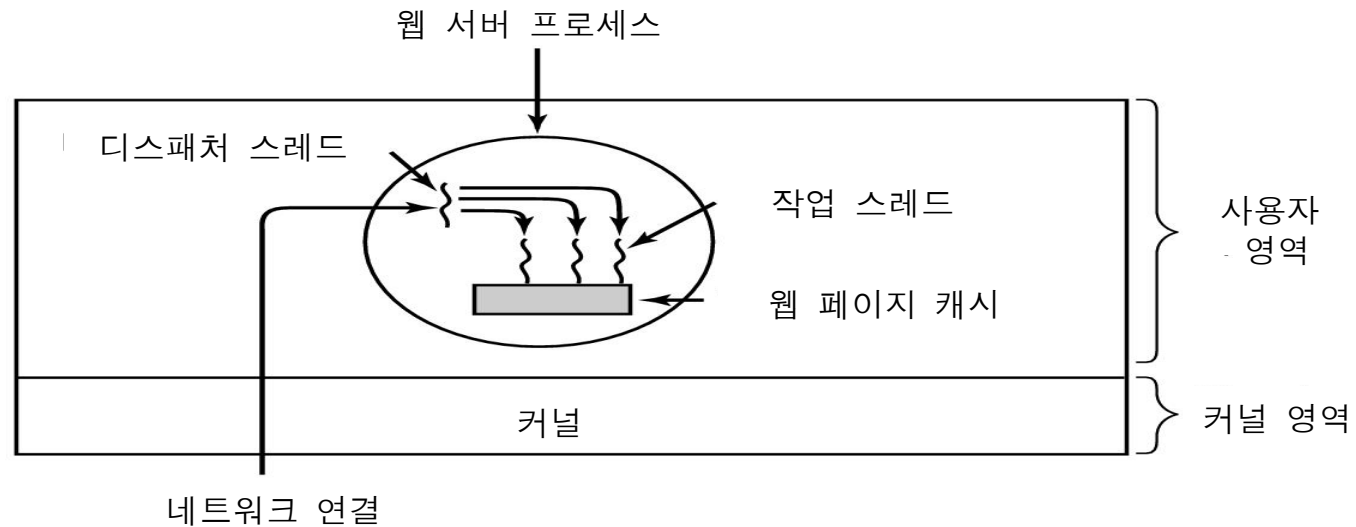 웹 서버 프로세스
디스패처 스레드
작업 스레드
사용자
영역
웹 페이지 캐시
커널
커널 영역
네트워크 연결